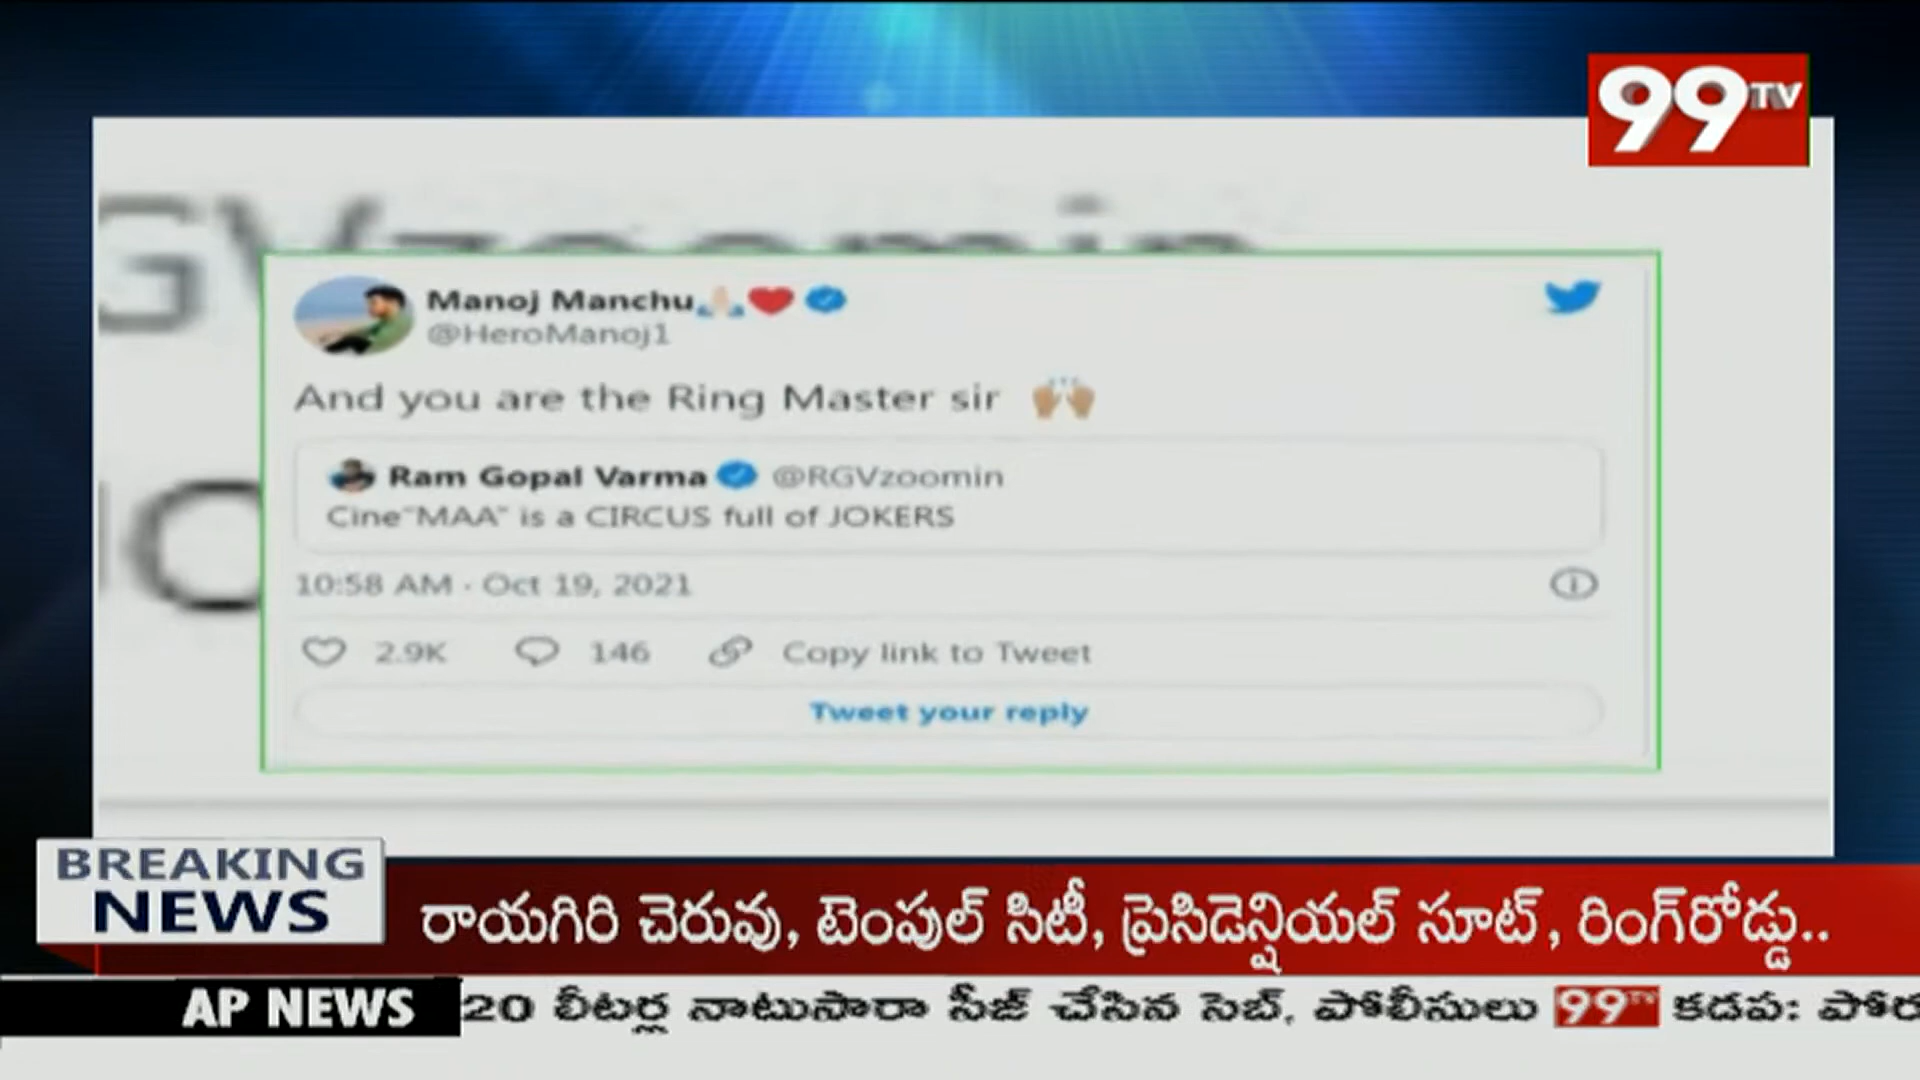 99TV
GVzoomin
Manoj Manchu🙏🏻❤️
@HeroManoj1
And you are the Ring Master sir 🙌🏽
Ram Gopal Varma @RGVzoomin
Cine"MAA" is a CIRCUS full of JOKERS
10:58 AM · Oct 19, 2021
2.9K 146 Copy link to Tweet
Tweet your reply
BREAKING
NEWS
రాయగిరి చెరువు, టెంపుల్ సిటీ, ప్రెసిడెన్షియల్ సూట్, రింగ్‌రోడ్డు..
AP NEWS 20 లీటర్ల నాటుసారా సీజ్ చేసిన సెబ్. పోలీసులు 99TV కడప: